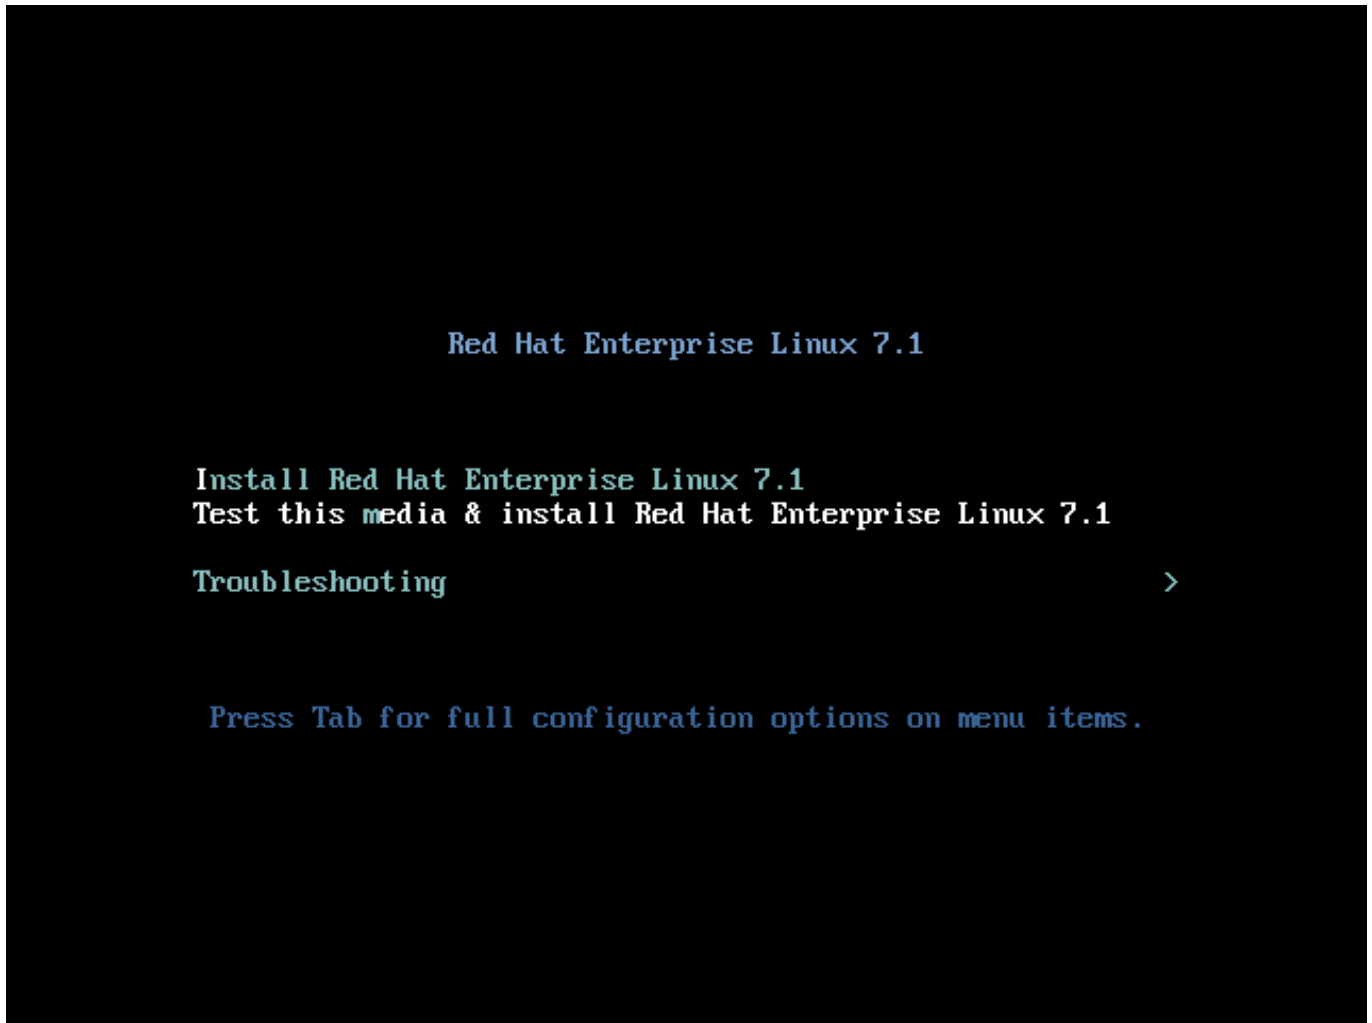 Red Hat Enterprise Linux 7.1
Install Red Hat Enterprise Linux 7.1
Test this media & install Red Hat Enterprise Linux 7.1
Troubleshooting >
Press Tab for full configuration options on menu items.